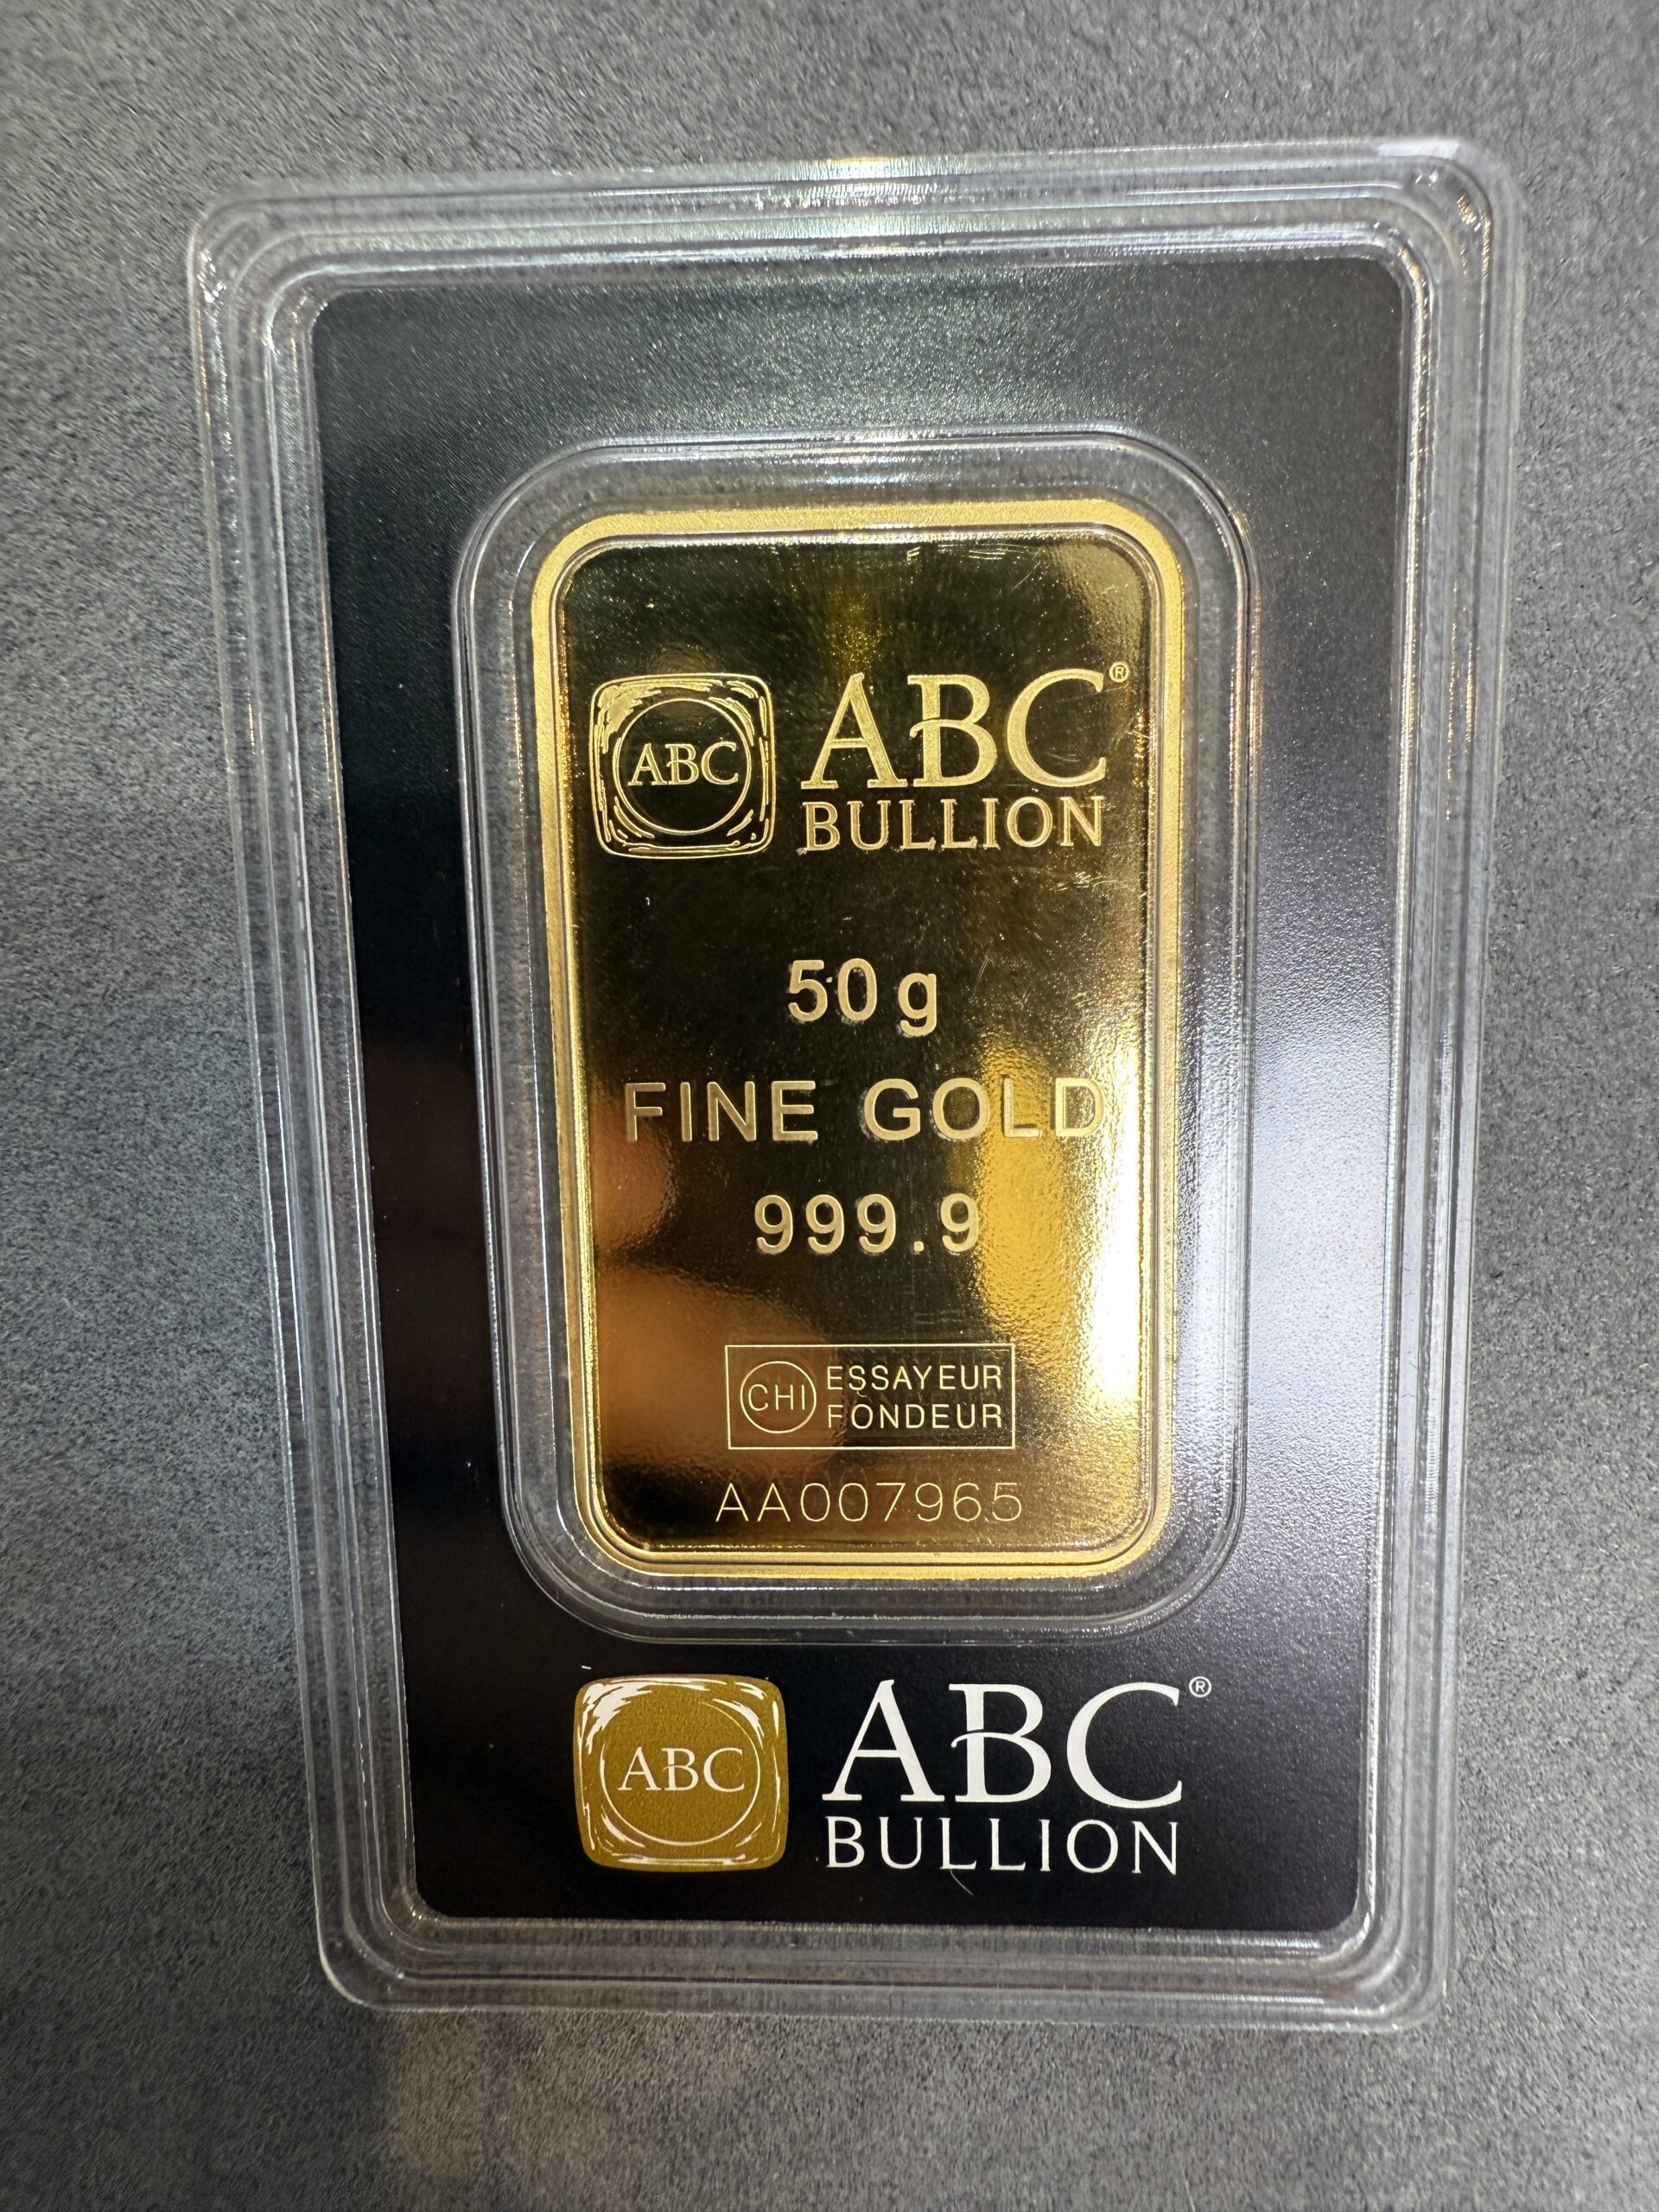 ABC
ABC®
BULLION
50g
FINE GOLD
999.9
CHI
ESSAYEUR
FONDEUR
AA007965
ABC
ABC®
BULLION